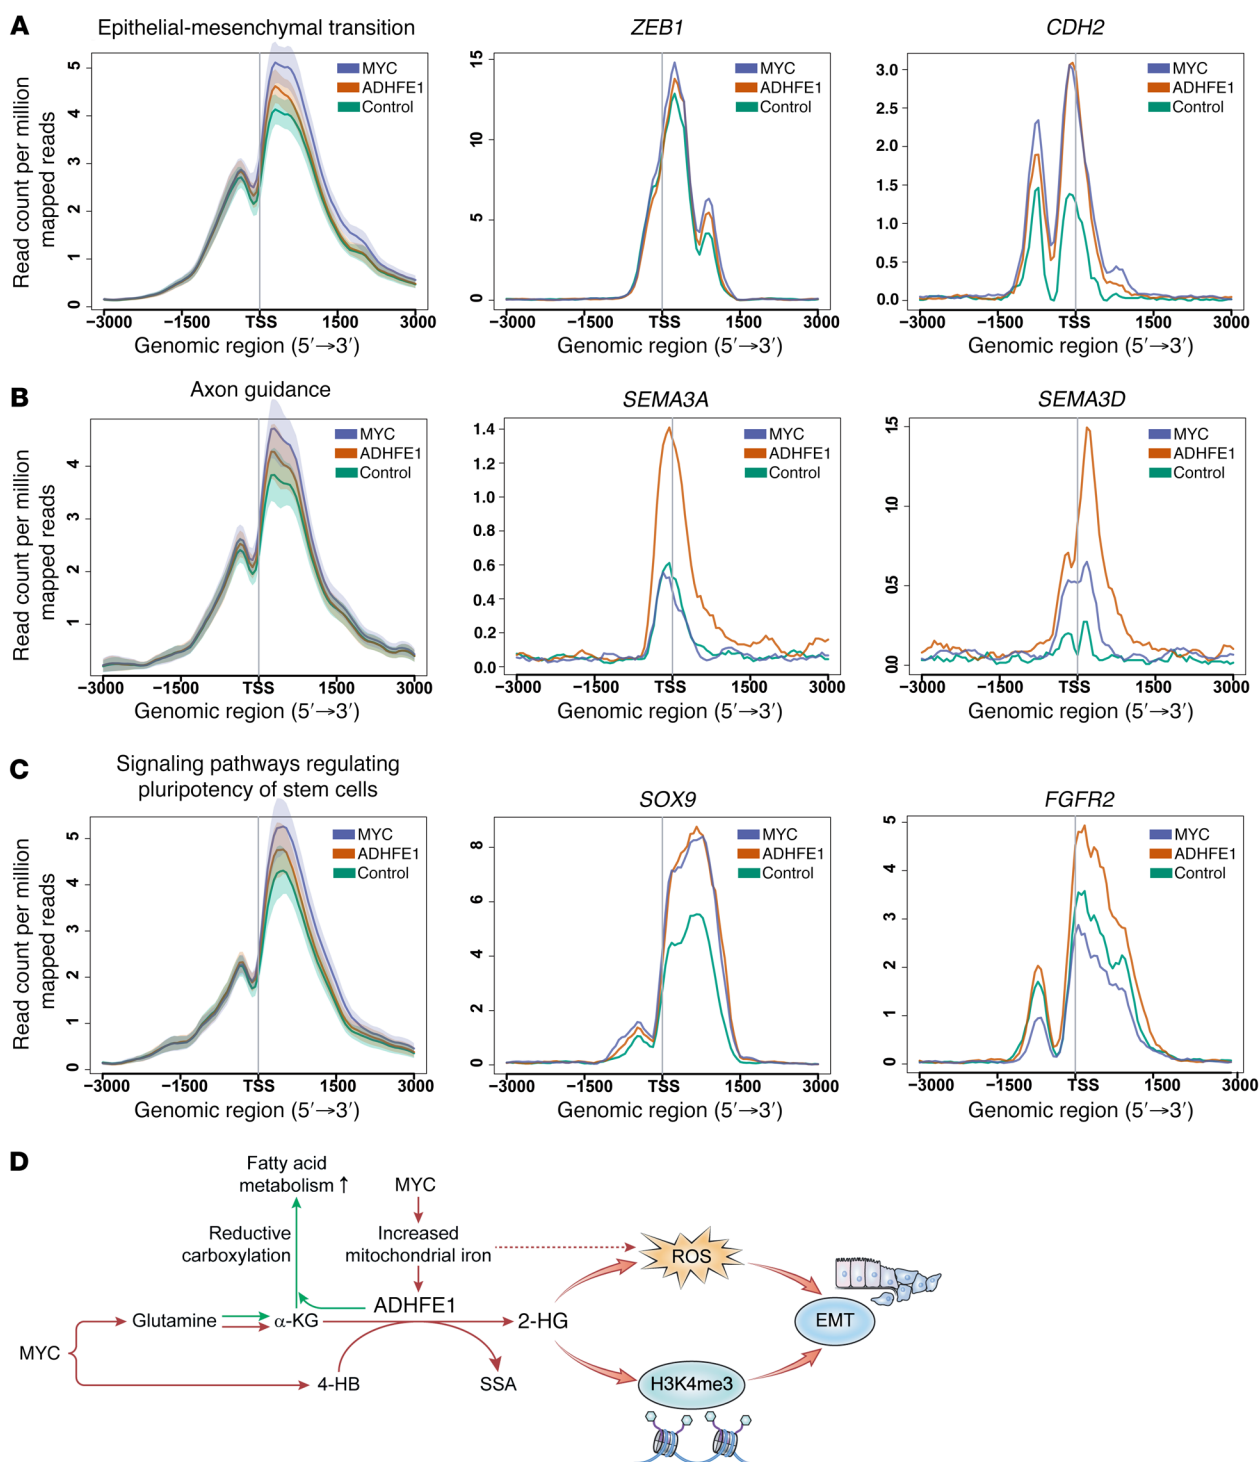 A
Epithelial-mesenchymal transition
Read count per million
mapped reads
5
4
3
2
1
0
MYC
ADHFE1
Control
−3000 −1500 TSS 1500 3000
Genomic region (5′→3′)
ZEB1
15
10
5
0
MYC
ADHFE1
Control
−3000 −1500 TSS 1500 3000
Genomic region (5′→3′)
CDH2
3.0
2.5
2.0
1.5
1.0
0.5
0.0
MYC
ADHFE1
Control
−3000 −1500 TSS 1500 3000
Genomic region (5′→3′)
B
Axon guidance
Read count per million
mapped reads
4
3
2
1
MYC
ADHFE1
Control
−3000 −1500 TSS 1500 3000
Genomic region (5′→3′)
SEMA3A
1.4
1.2
1.0
0.8
0.6
0.4
0.2
0.0
MYC
ADHFE1
Control
−3000 −1500 TSS 1500 3000
Genomic region (5′→3′)
SEMA3D
1.5
1.0
0.5
0.0
MYC
ADHFE1
Control
−3000 −1500 TSS 1500 3000
Genomic region (5′→3′)
C
Signaling pathways regulating
pluripotency of stem cells
Read count per million
mapped reads
5
4
3
2
1
0
MYC
ADHFE1
Control
−3000 −1500 TSS 1500 3000
Genomic region (5′→3′)
SOX9
8
6
4
2
0
MYC
ADHFE1
Control
−3000 −1500 TSS 1500 3000
Genomic region (5′→3′)
FGFR2
5
4
3
2
1
0
MYC
ADHFE1
Control
−3000 −1500 TSS 1500 3000
Genomic region (5′→3′)
D
Fatty acid
metabolism ↑
MYC
Reductive
carboxylation
Increased
mitochondrial iron
ROS
ADHFE1
Glutamine
α-KG
2-HG
EMT
MYC
4-HB
SSA
H3K4me3